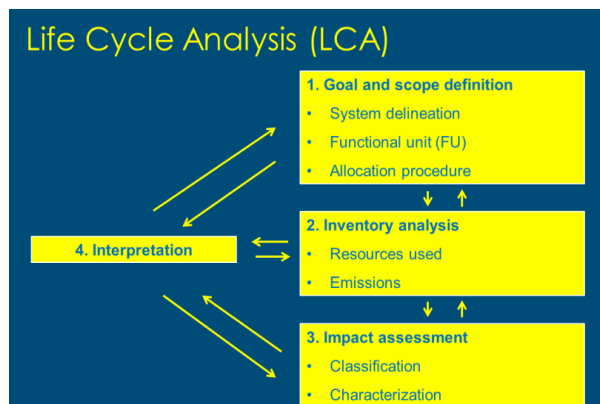 Life Cycle Analysis (LCA)
1. Goal and scope definition
• System delineation
• Functional unit (FU)
• Allocation procedure
2. Inventory analysis
• Resources used
• Emissions
4. Interpretation
3. Impact assessment
• Classification
• Characterization